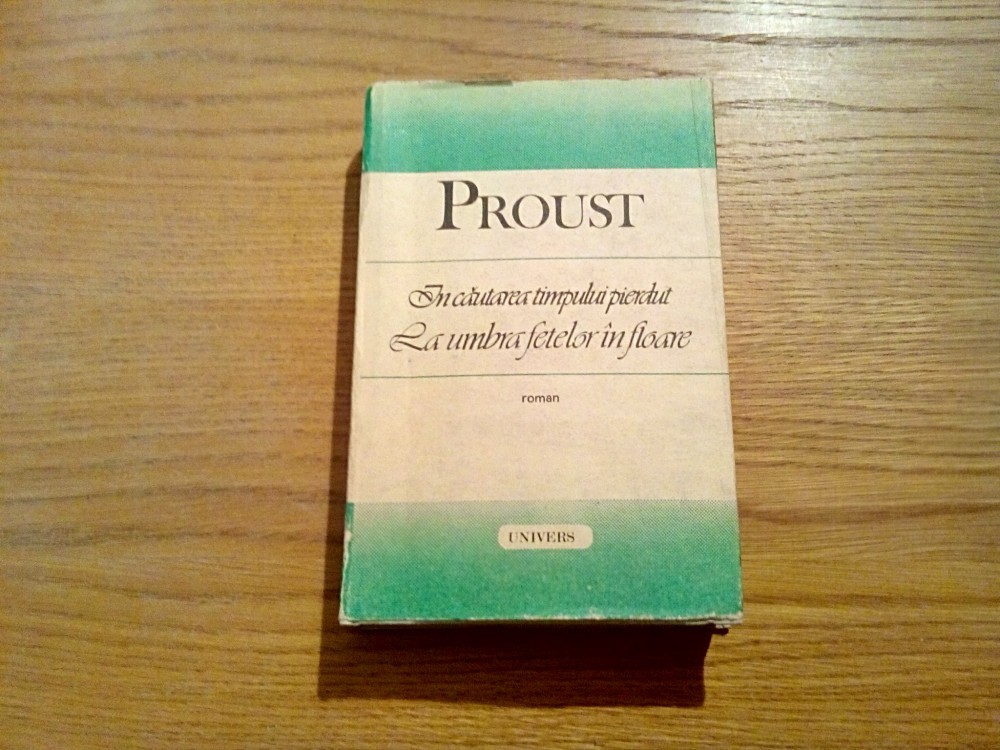 PROUST
In căutarea timpului pierdut
La umbra fetelor în floare
roman
UNIVERS